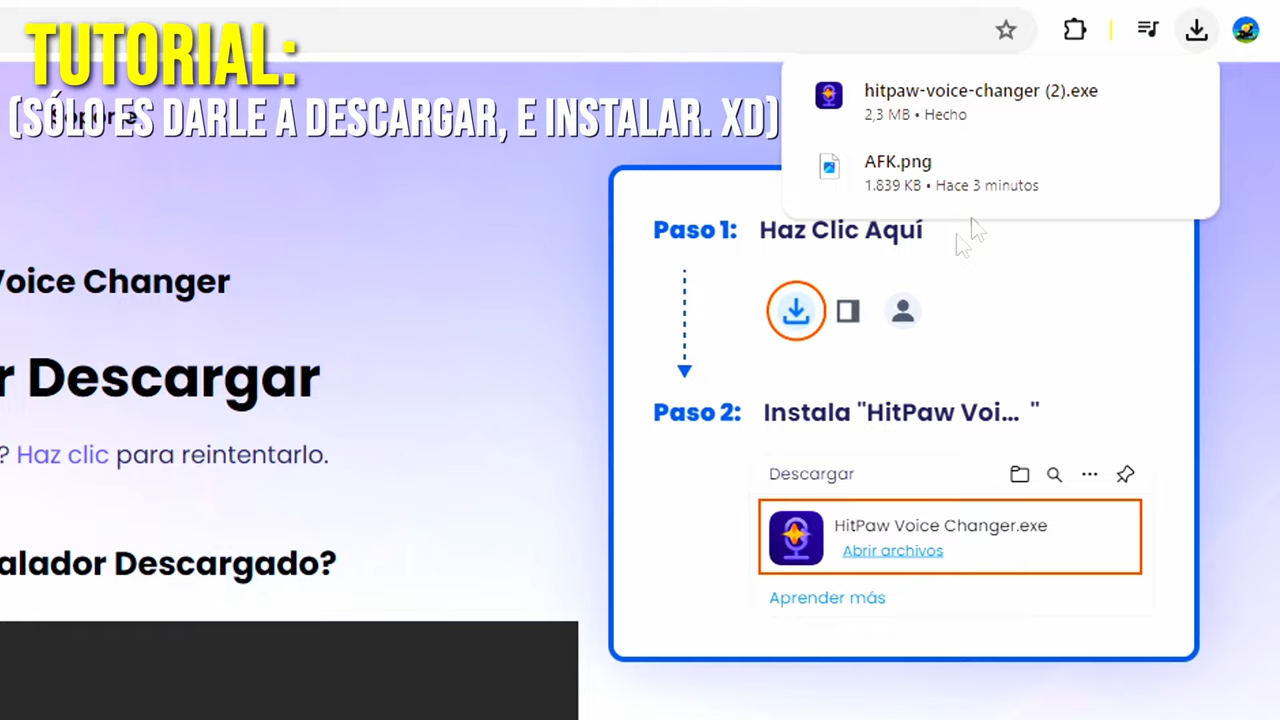 TUTORIAL:
(SÓLO ES DARLE A DESCARGAR, E INSTALAR. XD)
hitpaw-voice-changer (2).exe
2,3 MB • Hecho
AFK.png
1.839 KB • Hace 3 minutos
Soporte
Voice Changer
r Descargar
? Haz clic para reintentarlo.
alador Descargado?
Paso 1: Haz Clic Aquí
Paso 2: Instala "HitPaw Voi... "
Descargar
HitPaw Voice Changer.exe
Abrir archivos
Aprender más